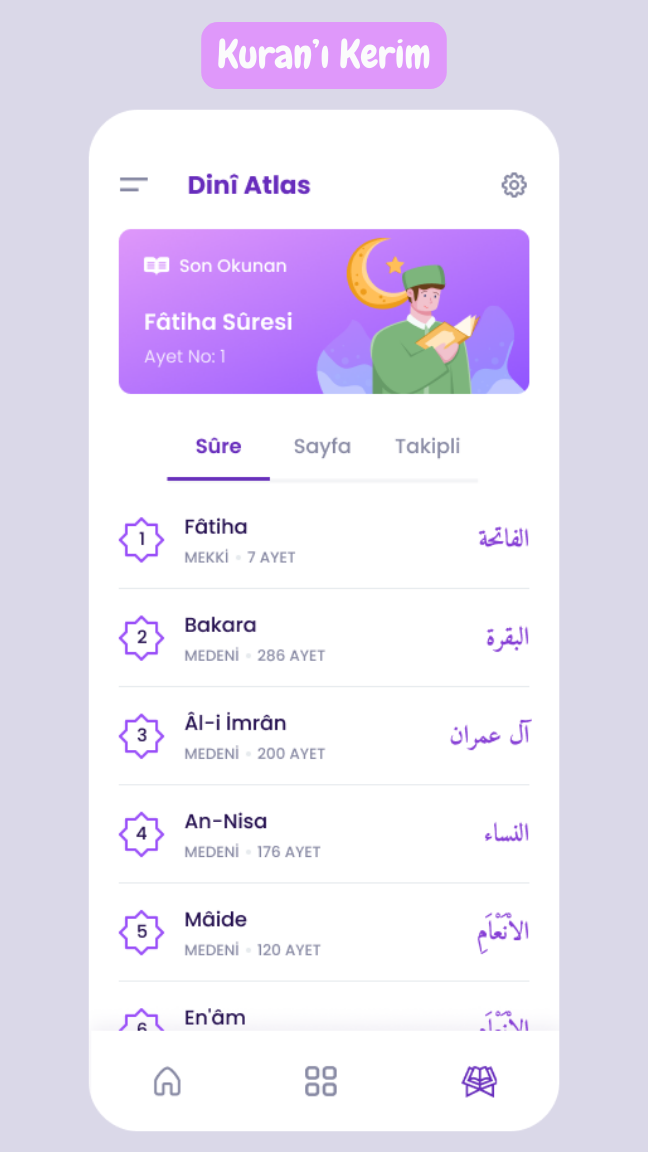 Kuran'ı Kerim
Dinî Atlas
Son Okunan
Fâtiha Sûresi
Ayet No: 1
Sûre Sayfa Takipli
1 Fâtiha الفاتحة
MEKKİ • 7 AYET
2 Bakara البقرة
MEDENİ • 286 AYET
3 Âl-i İmrân آل عمران
MEDENİ • 200 AYET
4 An-Nisa النساء
MEDENİ • 176 AYET
5 Mâide الأنْعَامِ
MEDENİ • 120 AYET
6 En'âm